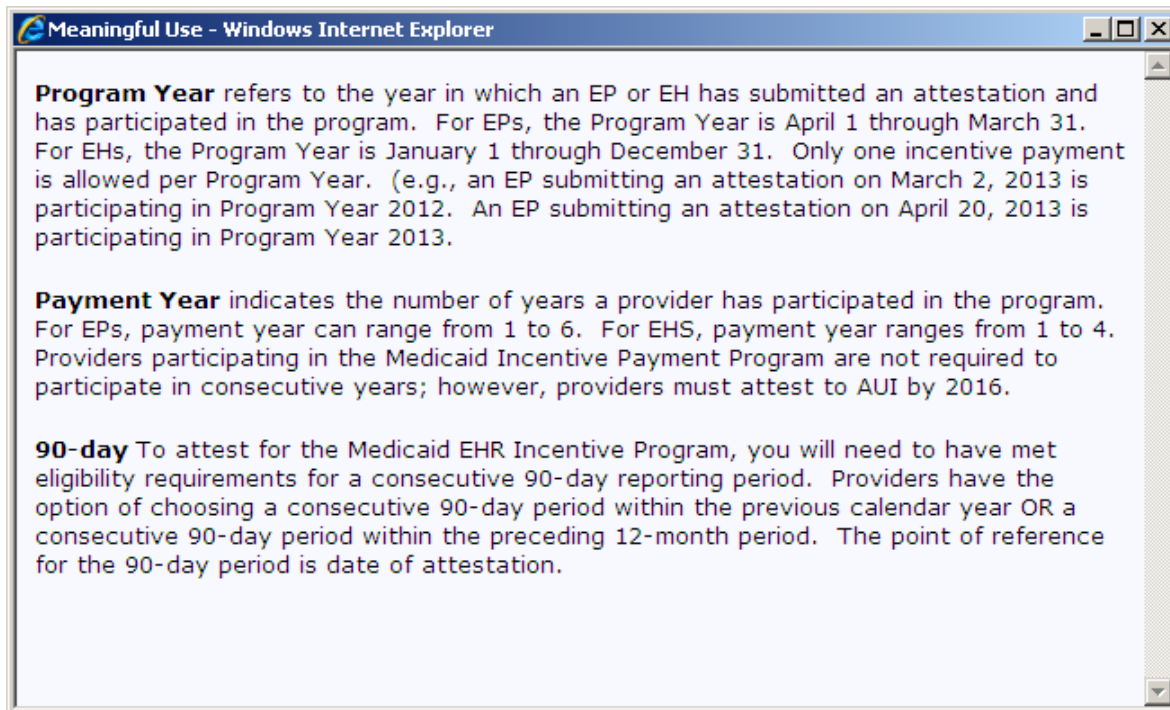 Meaningful Use - Windows Internet Explorer
Program Year refers to the year in which an EP or EH has submitted an attestation and
has participated in the program.  For EPs, the Program Year is April 1 through March 31.
For EHs, the Program Year is January 1 through December 31.  Only one incentive payment
is allowed per Program Year.  (e.g., an EP submitting an attestation on March 2, 2013 is
participating in Program Year 2012.  An EP submitting an attestation on April 20, 2013 is
participating in Program Year 2013.
Payment Year indicates the number of years a provider has participated in the program.
For EPs, payment year can range from 1 to 6.  For EHS, payment year ranges from 1 to 4.
Providers participating in the Medicaid Incentive Payment Program are not required to
participate in consecutive years; however, providers must attest to AUI by 2016.
90-day To attest for the Medicaid EHR Incentive Program, you will need to have met
eligibility requirements for a consecutive 90-day reporting period.  Providers have the
option of choosing a consecutive 90-day period within the previous calendar year OR a
consecutive 90-day period within the preceding 12-month period.  The point of reference
for the 90-day period is date of attestation.